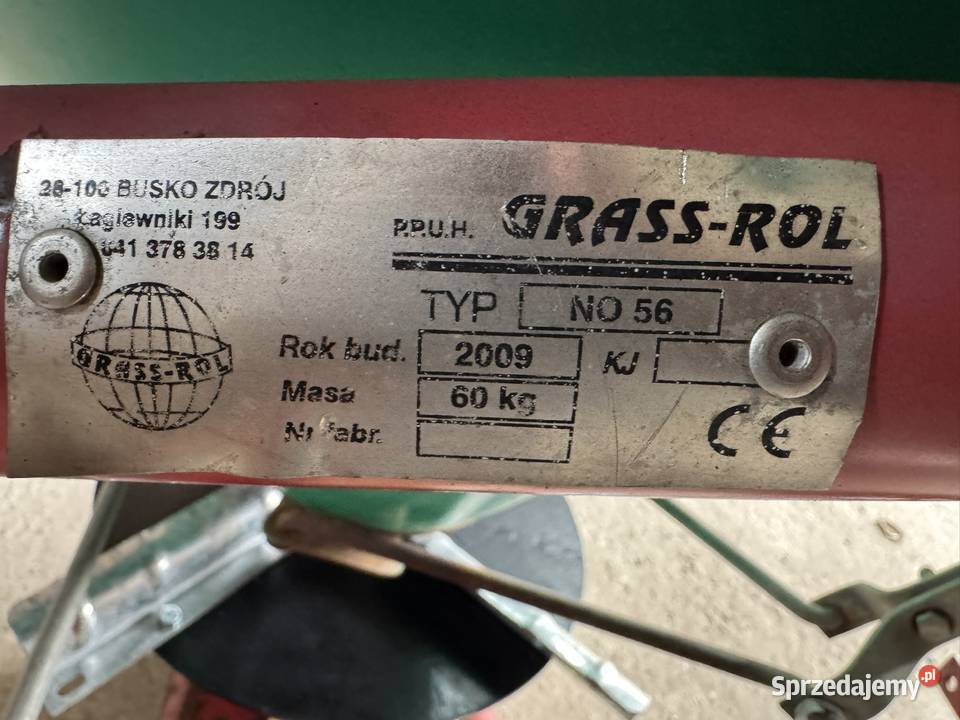 28-100 BUSKO ZDRÓJ
Łagiewniki 199
041 378 38 14
P.P.U.H. GRASS-ROL
GRASS-ROL
TYP NO 56
Rok bud. 2009 KJ
Masa 60 kg
Nr fabr.
CE
Sprzedajemy.pl